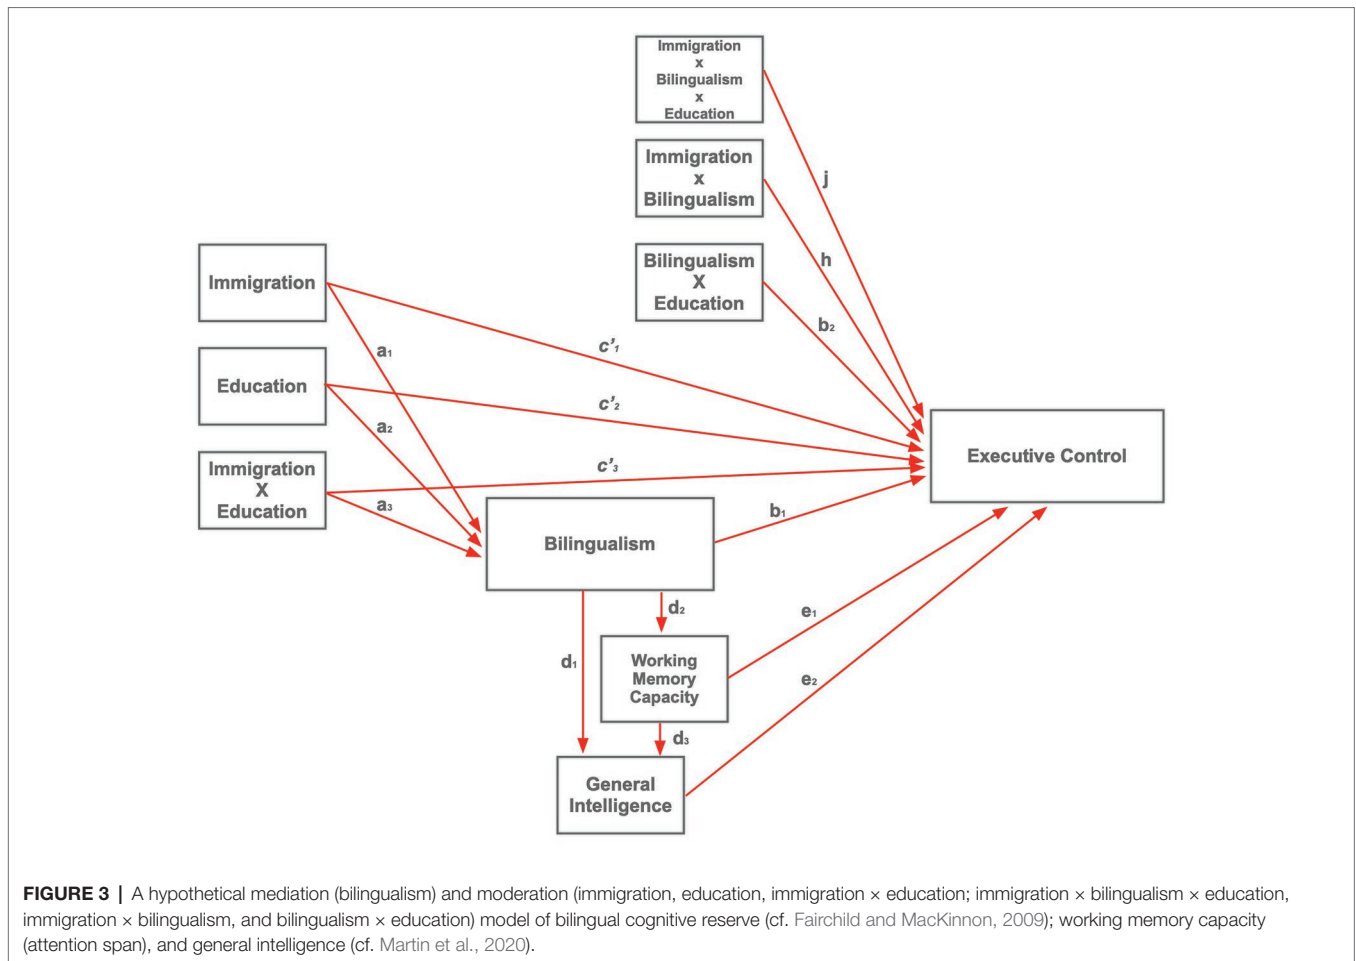 Immigration
x
Bilingualism
x
Education
Immigration
x
Bilingualism
Bilingualism
X
Education
j
h
b₂
Immigration
Education
Immigration
X
Education
a₁
a₂
a₃
c'₁
c'₂
c'₃
Executive Control
Bilingualism
b₁
d₂
d₁
Working
Memory
Capacity
d₃
e₁
e₂
General
Intelligence
FIGURE 3 | A hypothetical mediation (bilingualism) and moderation (immigration, education, immigration × education; immigration × bilingualism × education,
immigration × bilingualism, and bilingualism × education) model of bilingual cognitive reserve (cf. Fairchild and MacKinnon, 2009); working memory capacity
(attention span), and general intelligence (cf. Martin et al., 2020).